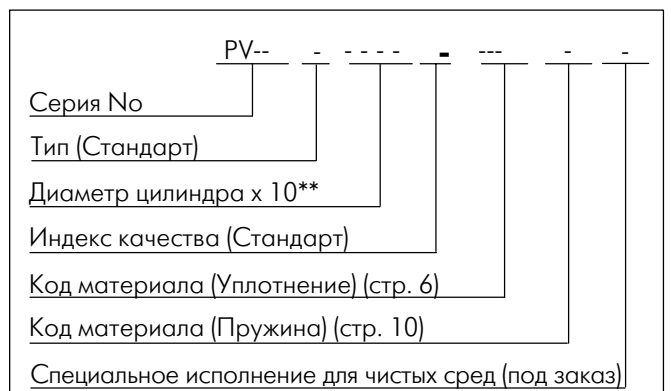 PV-- - - - - - - --- - -
Серия No
Тип (Стандарт)
Диаметр цилиндра x 10**
Индекс качества (Стандарт)
Код материала (Уплотнение) (стр. 6)
Код материала (Пружина) (стр. 10)
Специальное исполнение для чистых сред (под заказ)